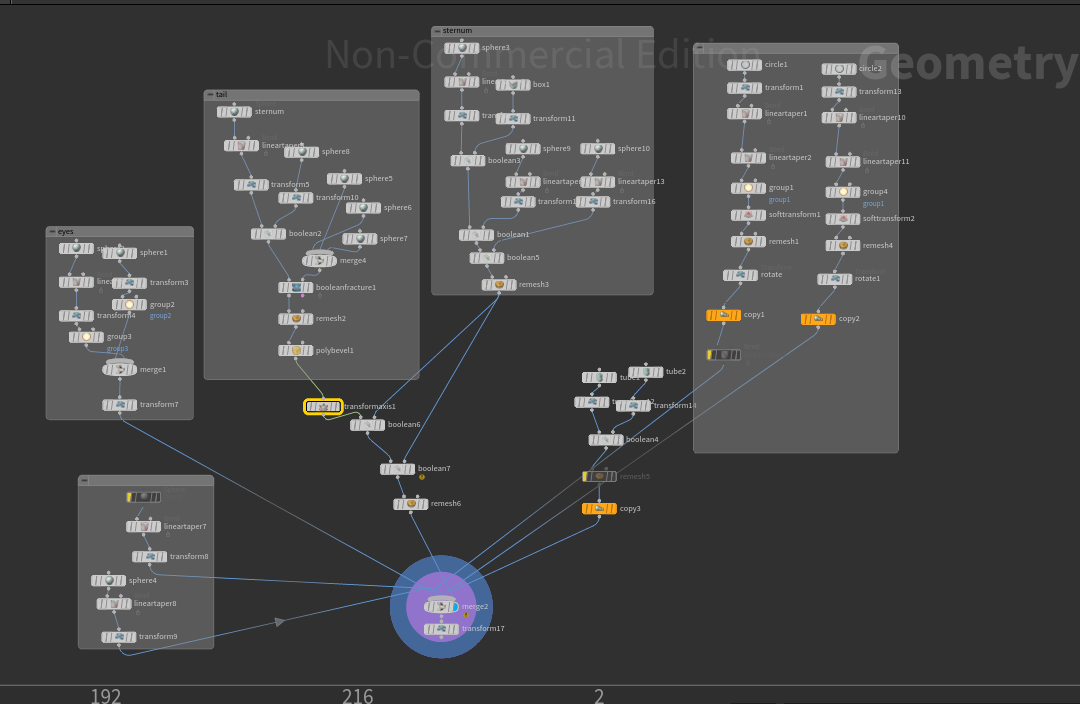 Non-Commercial Edition
Geometry
sternum
sphere3
box1
transform11
boolean3
sphere9
sphere10
lineartaper13
transform16
boolean1
boolean5
remesh3
circle1
circle2
transform1
transform13
lineartaper1
lineartaper10
lineartaper2
lineartaper11
group1
group1
group4
group1
softtransform1
softtransform2
remesh1
remesh4
rotate
rotate1
copy1
copy2
tail
sternum
sphere8
transform5
transform10
sphere5
sphere6
sphere7
boolean2
merge4
booleanfracture1
remesh2
polybevel1
eyes
sphere1
transform3
group2
group2
transform4
group3
group3
merge1
transform7
transformaxis1
boolean6
boolean7
remesh6
tube2
transform14
boolean4
remesh5
copy3
lineartaper7
transform8
sphere4
lineartaper8
transform9
merge2
transform17
192
216
2